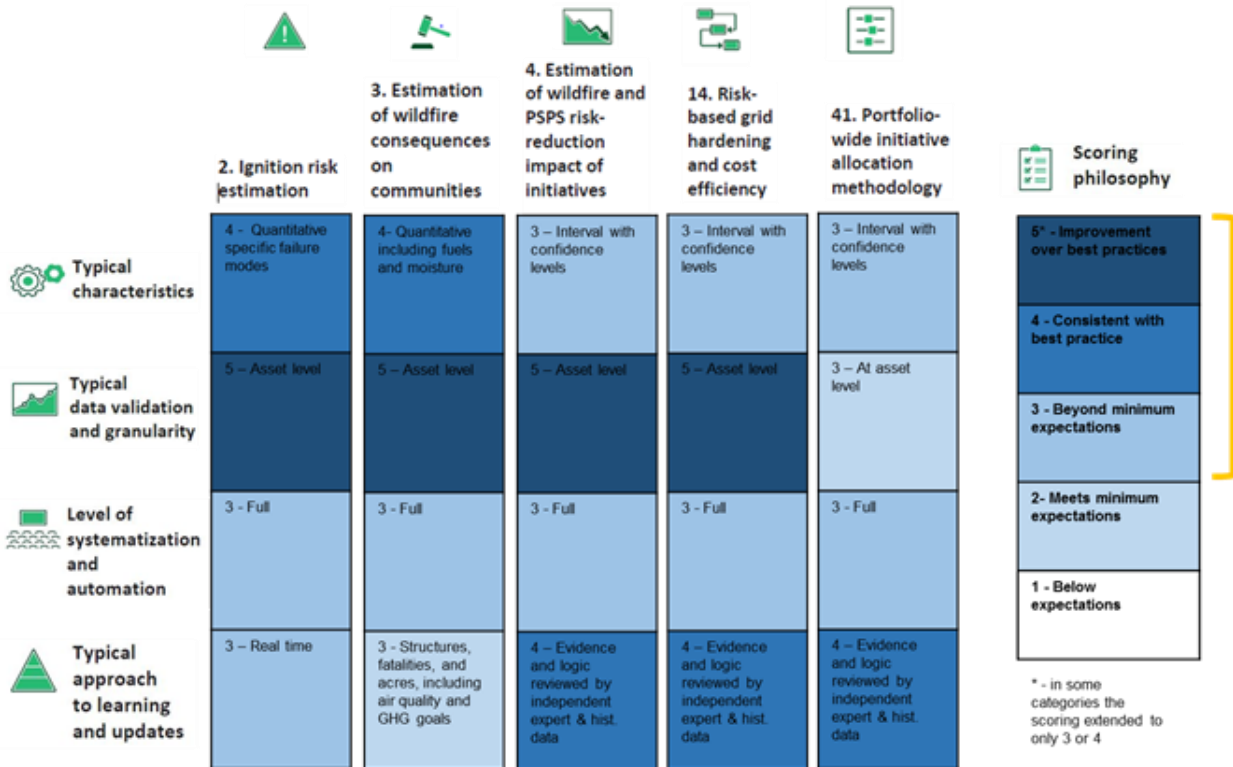 2. Ignition risk
estimation
3. Estimation
of wildfire
consequences
on
communities
4. Estimation
of wildfire and
PSPS risk-
reduction
impact of
initiatives
14. Risk-
based grid
hardening
and cost
efficiency
41. Portfolio-
wide initiative
allocation
methodology
Scoring
philosophy
Typical
characteristics
4 - Quantitative
specific failure
modes
4- Quantitative
including fuels
and moisture
3 – Interval with
confidence
levels
3 – Interval with
confidence
levels
3 – Interval with
confidence
levels
Typical
data validation
and granularity
5 – Asset level
5 – Asset level
5 – Asset level
5 – Asset level
3 – At asset
level
Level of
systematization
and
automation
3 - Full
3 - Full
3 - Full
3 - Full
3 - Full
Typical
approach
to learning
and updates
3 – Real time
3 - Structures,
fatalities, and
acres, including
air quality and
GHG goals
4 – Evidence
and logic
reviewed by
independent
expert & hist.
data
4 – Evidence
and logic
reviewed by
independent
expert & hist.
data
4 – Evidence
and logic
reviewed by
independent
expert & hist.
data
5* - Improvement
over best practices
4 - Consistent with
best practice
3 - Beyond minimum
expectations
2- Meets minimum
expectations
1 - Below
expectations
* - in some
categories the
scoring extended to
only 3 or 4